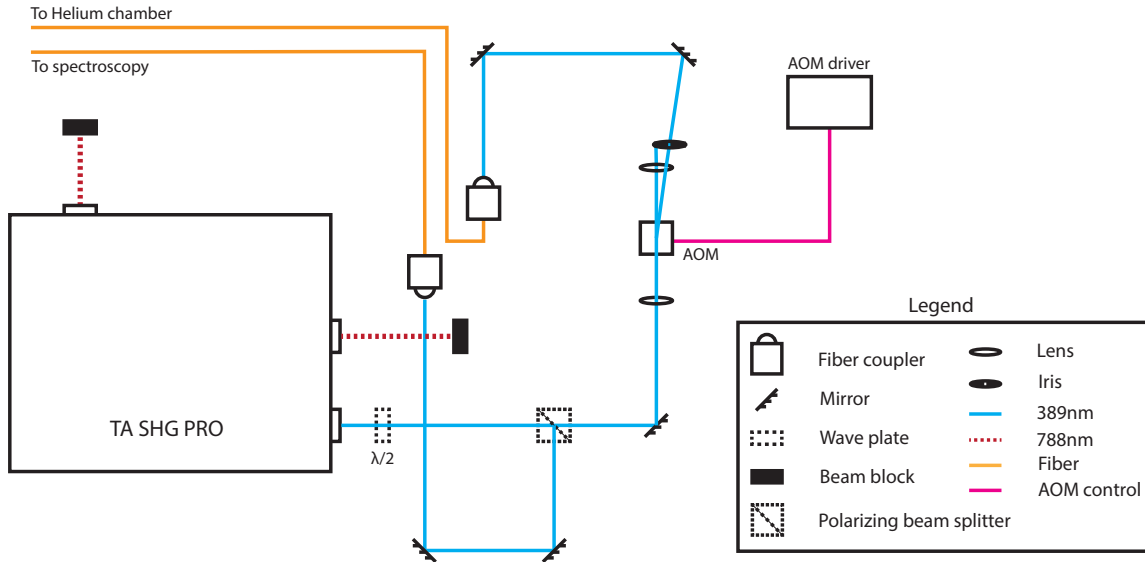 To Helium chamber
To spectroscopy
AOM driver
AOM
TA SHG PRO
λ/2
Legend
Fiber coupler
Mirror
Wave plate
Beam block
Polarizing beam splitter
Lens
Iris
389nm
788nm
Fiber
AOM control